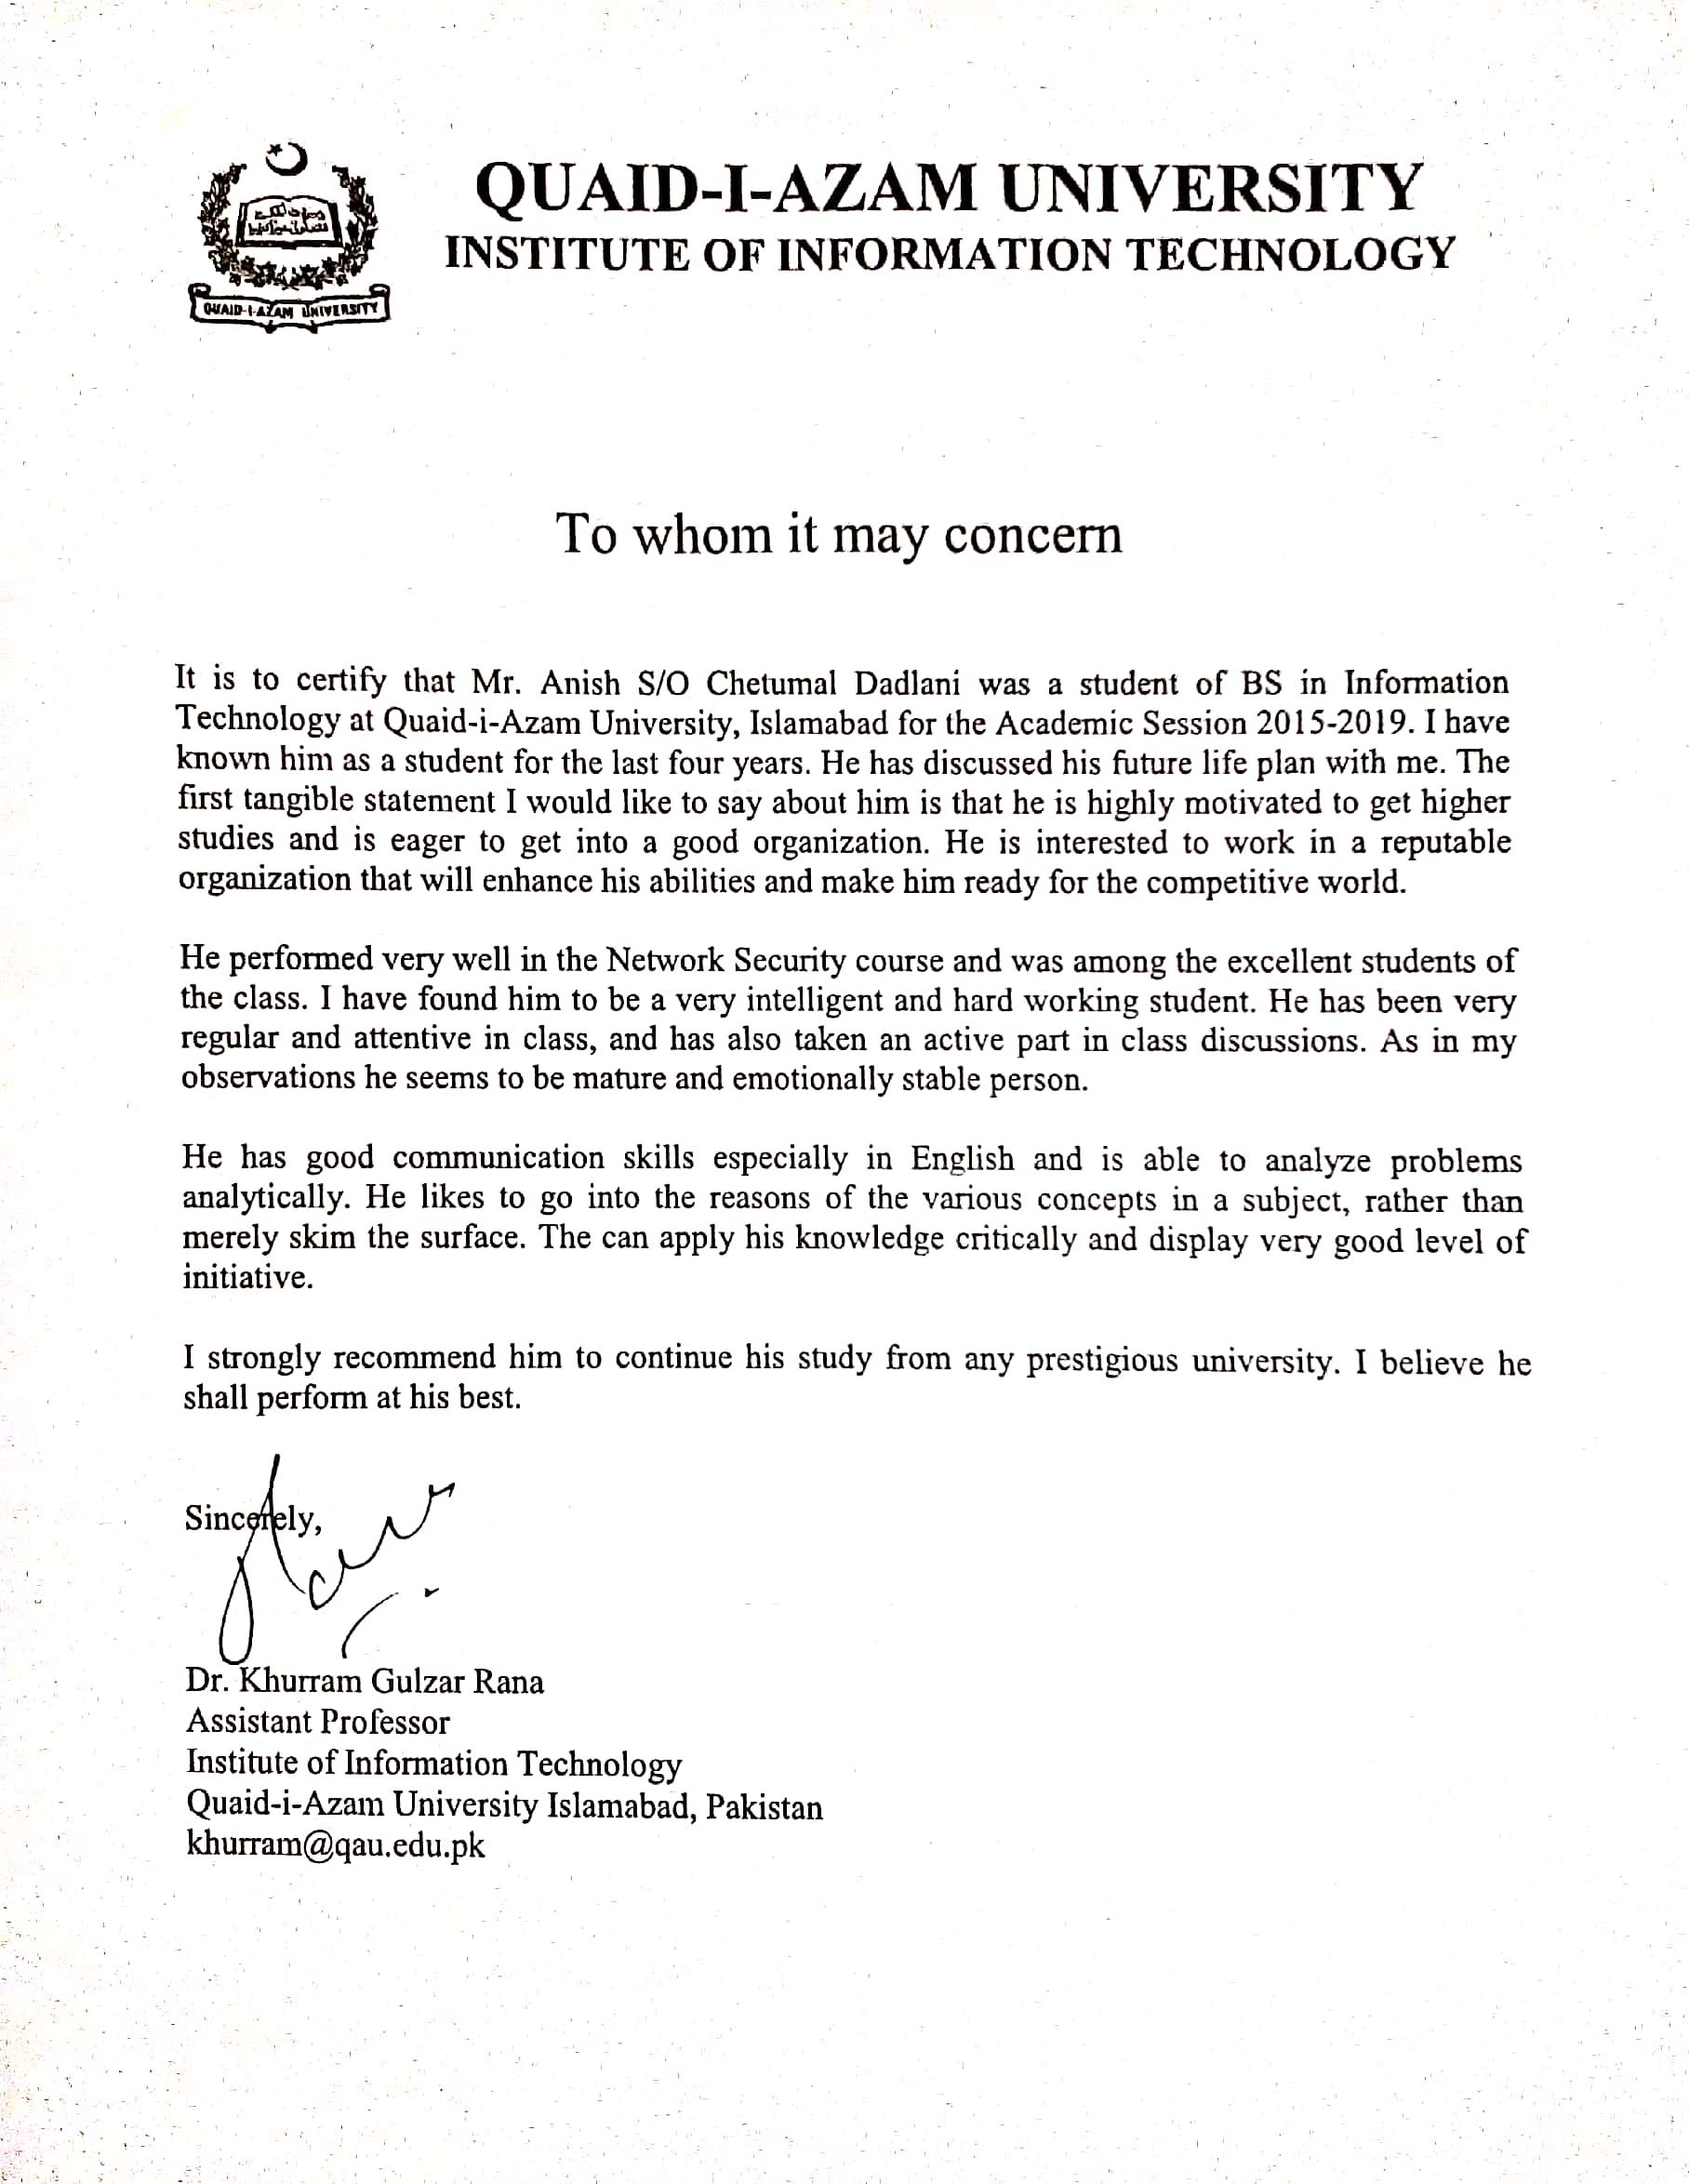 QUAID-I-AZAM UNIVERSITY
INSTITUTE OF INFORMATION TECHNOLOGY
QUAID-I-AZAM UNIVERSITY
To whom it may concern
It is to certify that Mr. Anish S/O Chetumal Dadlani was a student of BS in Information
Technology at Quaid-i-Azam University, Islamabad for the Academic Session 2015-2019. I have
known him as a student for the last four years. He has discussed his future life plan with me. The
first tangible statement I would like to say about him is that he is highly motivated to get higher
studies and is eager to get into a good organization. He is interested to work in a reputable
organization that will enhance his abilities and make him ready for the competitive world.
He performed very well in the Network Security course and was among the excellent students of
the class. I have found him to be a very intelligent and hard working student. He has been very
regular and attentive in class, and has also taken an active part in class discussions. As in my
observations he seems to be mature and emotionally stable person.
He has good communication skills especially in English and is able to analyze problems
analytically. He likes to go into the reasons of the various concepts in a subject, rather than
merely skim the surface. The can apply his knowledge critically and display very good level of
initiative.
I strongly recommend him to continue his study from any prestigious university. I believe he
shall perform at his best.
Sincerely,
Dr. Khurram Gulzar Rana
Assistant Professor
Institute of Information Technology
Quaid-i-Azam University Islamabad, Pakistan
khurram@qau.edu.pk